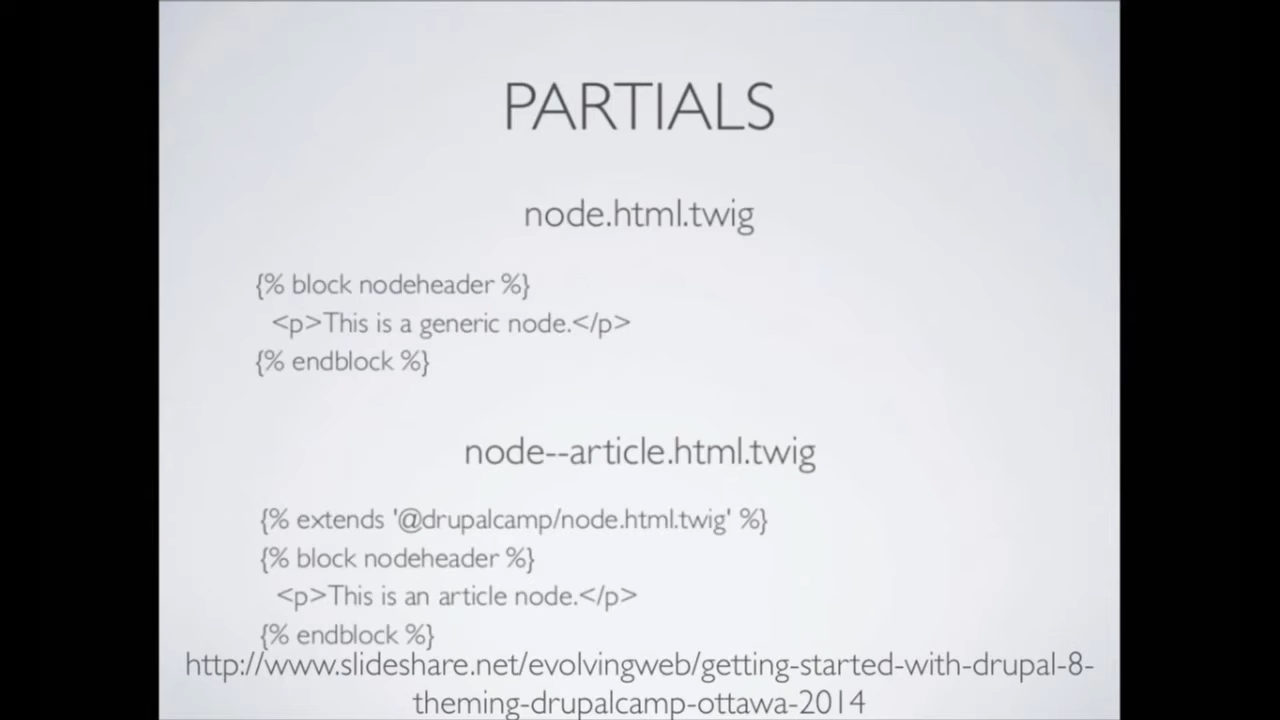 PARTIALS
node.html.twig
{% block nodeheader %}
<p>This is a generic node.</p>
{% endblock %}
node--article.html.twig
{% extends '@drupalcamp/node.html.twig' %}
{% block nodeheader %}
<p>This is an article node.</p>
{% endblock %}
http://www.slideshare.net/evolvingweb/getting-started-with-drupal-8-
theming-drupalcamp-ottawa-2014